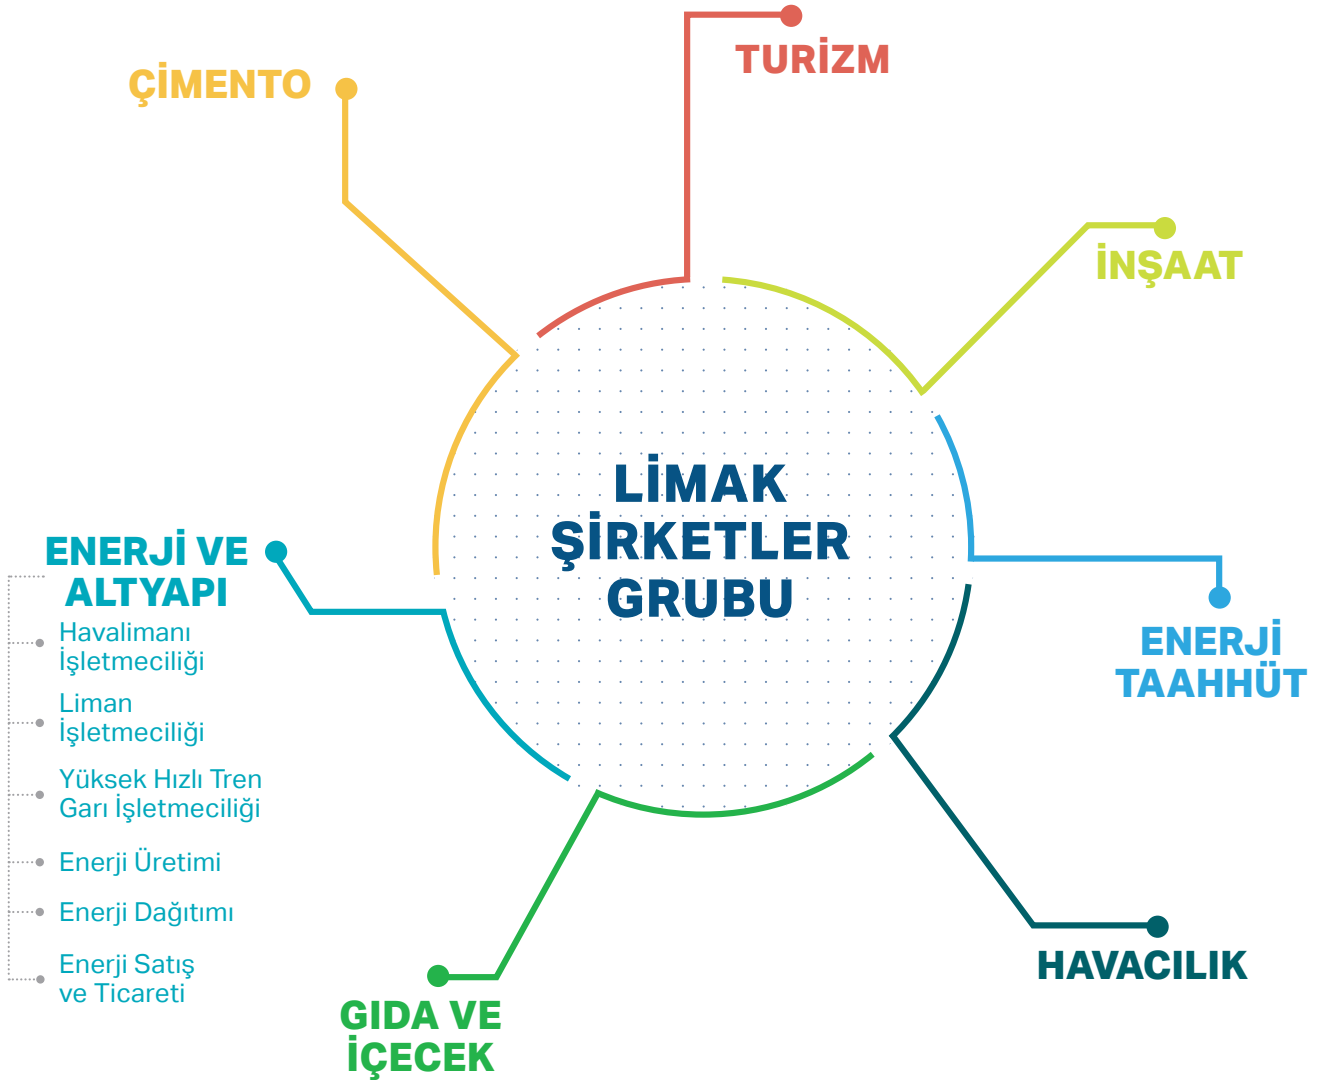 TURİZM
ÇİMENTO
İNŞAAT
LİMAK
ŞİRKETLER
GRUBU
ENERJİ VE
ALTYAPI
Havalimanı
İşletmeciliği
Liman
İşletmeciliği
Yüksek Hızlı Tren
Garı İşletmeciliği
Enerji Üretimi
Enerji Dağıtımı
Enerji Satış
ve Ticareti
ENERJİ
TAAHHÜT
HAVACILIK
GIDA VE
İÇECEK